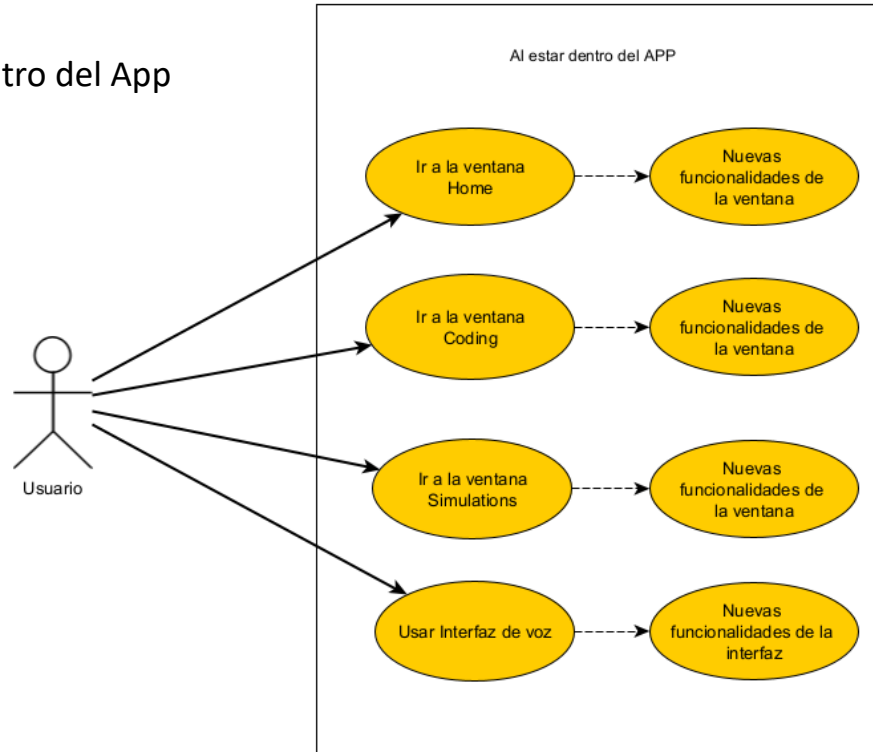 tro del App
Al estar dentro del APP
Ir a la ventana
Home
Nuevas
funcionalidades de
la ventana
Ir a la ventana
Coding
Nuevas
funcionalidades de
la ventana
Usuario
Ir a la ventana
Simulations
Nuevas
funcionalidades de
la ventana
Usar Interfaz de voz
Nuevas
funcionalidades de la
interfaz